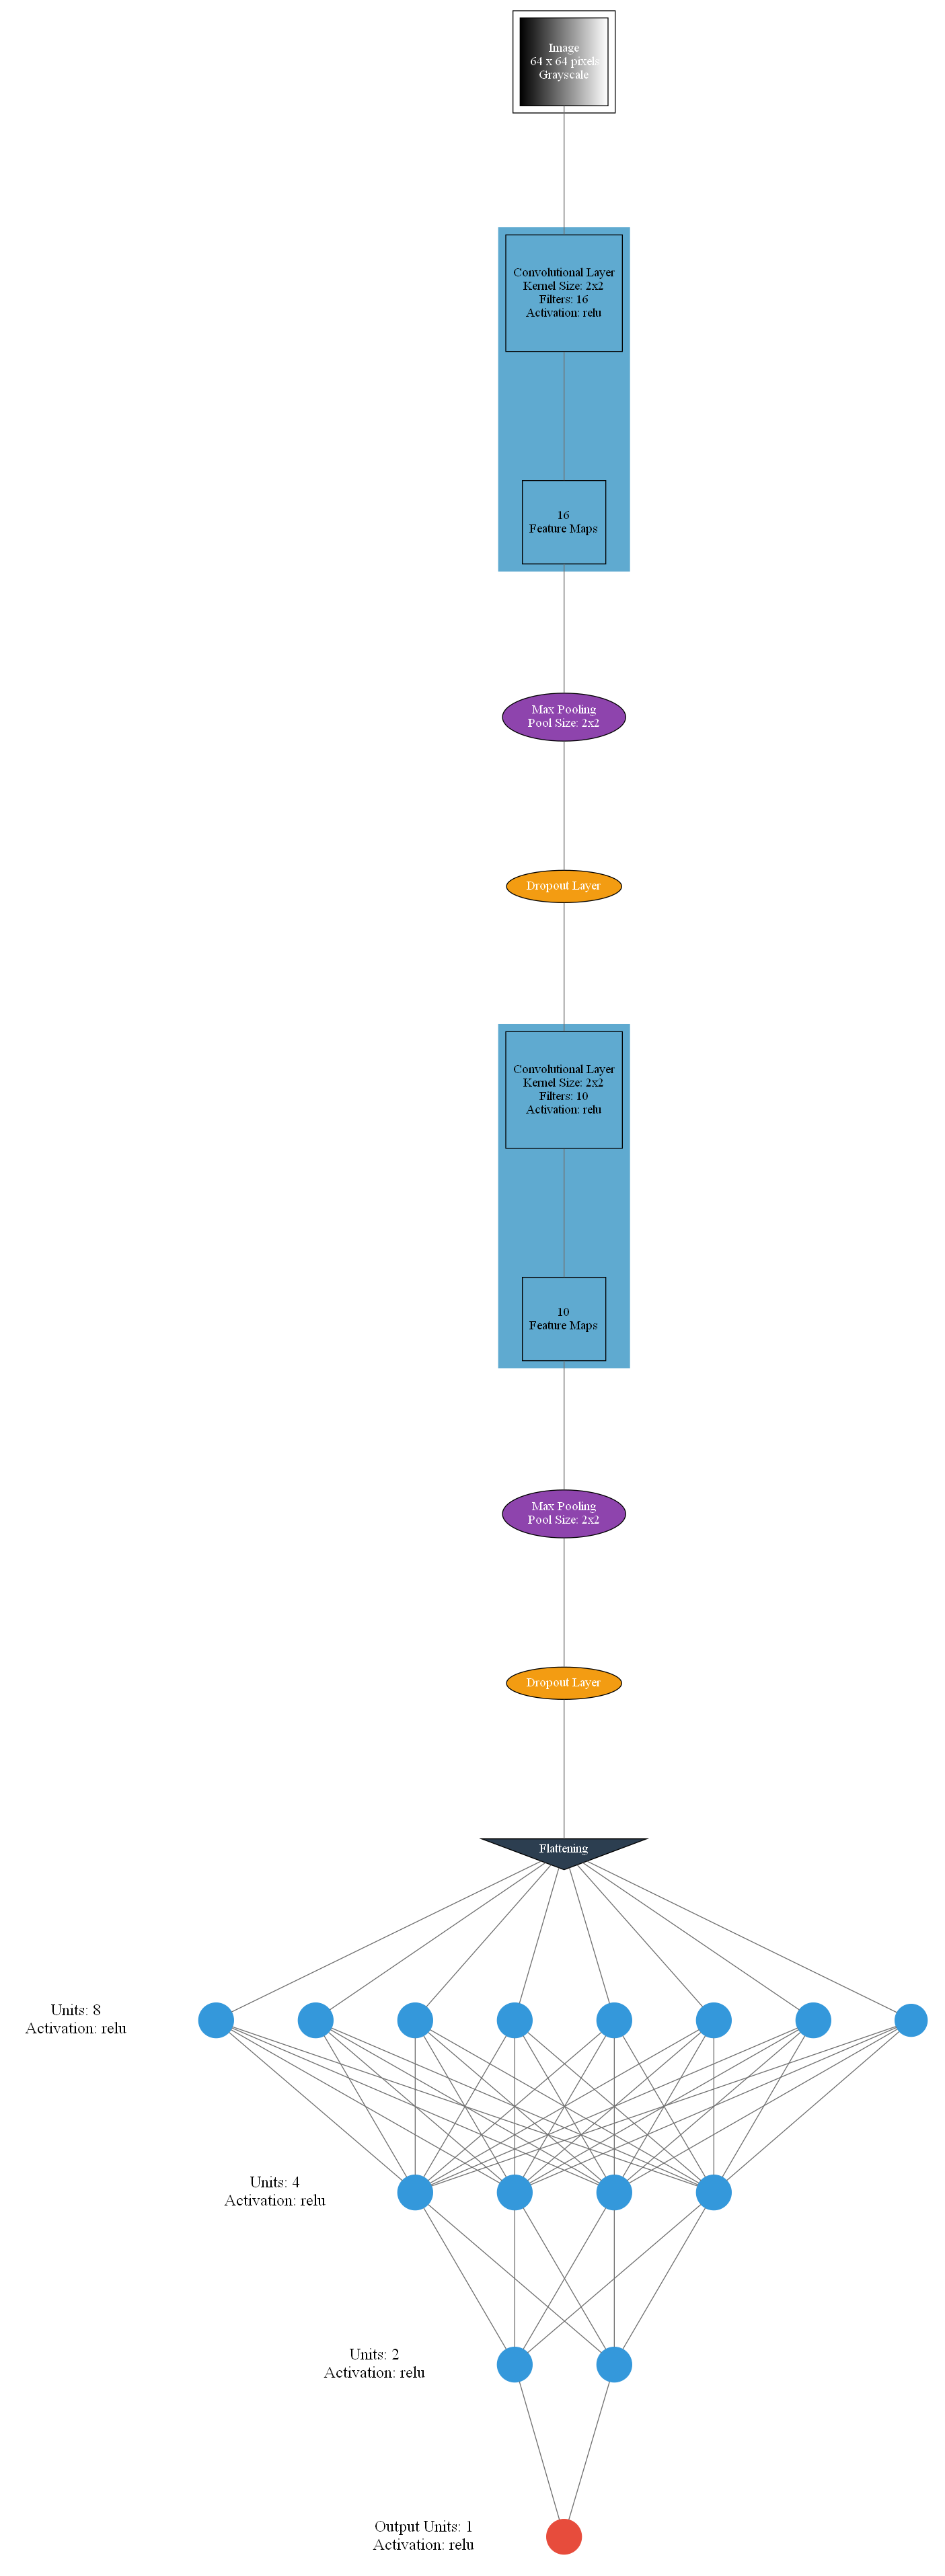 Image
64 x 64 pixels
Grayscale
Convolutional Layer
Kernel Size: 2x2
Filters: 16
Activation: relu
16
Feature Maps
Max Pooling
Pool Size: 2x2
Dropout Layer
Convolutional Layer
Kernel Size: 2x2
Filters: 10
Activation: relu
10
Feature Maps
Max Pooling
Pool Size: 2x2
Dropout Layer
Flattening
Units: 8
Activation: relu
Units: 4
Activation: relu
Units: 2
Activation: relu
Output Units: 1
Activation: relu